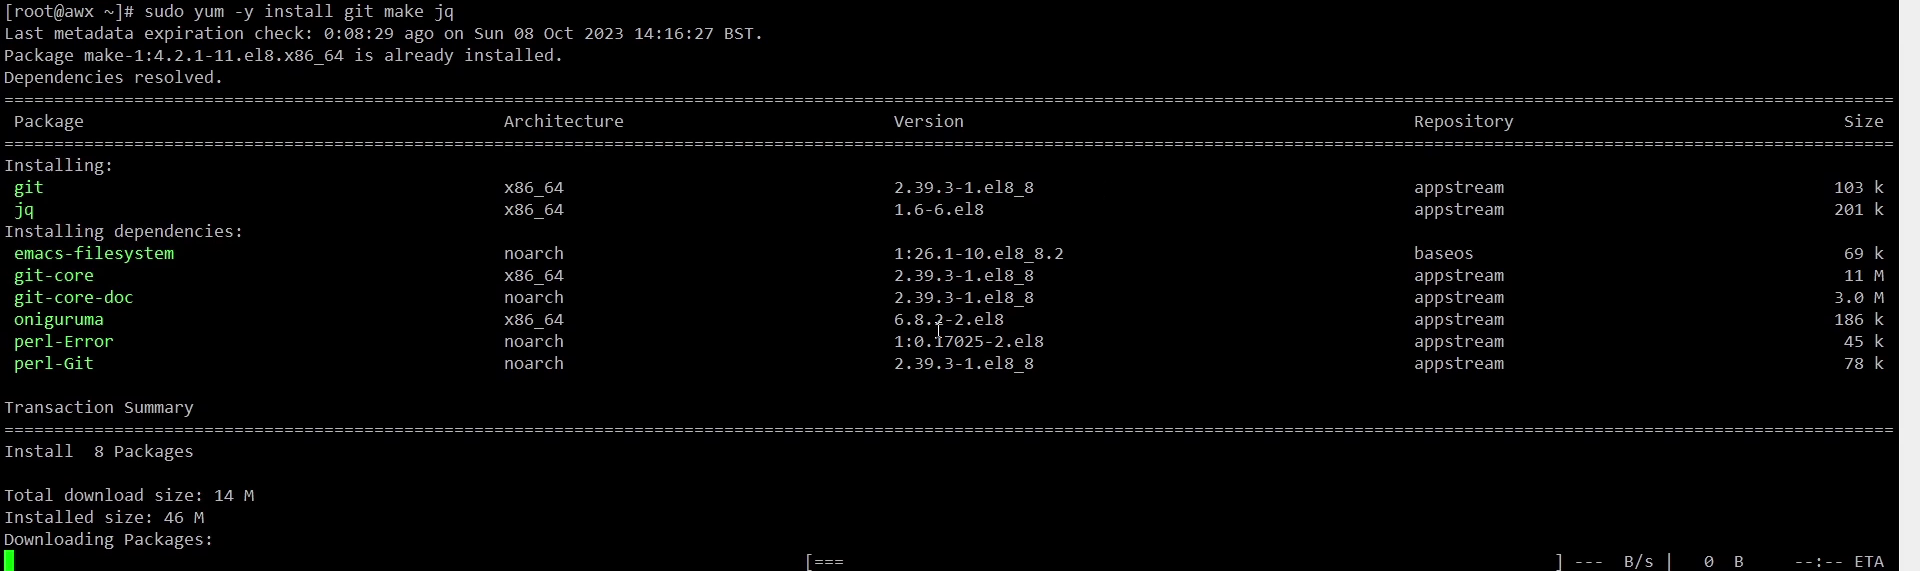 [root@awx ~]# sudo yum -y install git make jq
Last metadata expiration check: 0:08:29 ago on Sun 08 Oct 2023 14:16:27 BST.
Package make-1:4.2.1-11.el8.x86_64 is already installed.
Dependencies resolved.
Package Architecture Version Repository Size
Installing:
git x86_64 2.39.3-1.el8_8 appstream 103 k
jq x86_64 1.6-6.el8 appstream 201 k
Installing dependencies:
emacs-filesystem noarch 1:26.1-10.el8_8.2 baseos 69 k
git-core x86_64 2.39.3-1.el8_8 appstream 11 M
git-core-doc noarch 2.39.3-1.el8_8 appstream 3.0 M
oniguruma x86_64 6.8.2-2.el8 appstream 186 k
perl-Error noarch 1:0.17025-2.el8 appstream 45 k
perl-Git noarch 2.39.3-1.el8_8 appstream 78 k
Transaction Summary
Install  8 Packages
Total download size: 14 M
Installed size: 46 M
Downloading Packages:
[=== ] --- B/s | 0 B --:-- ETA